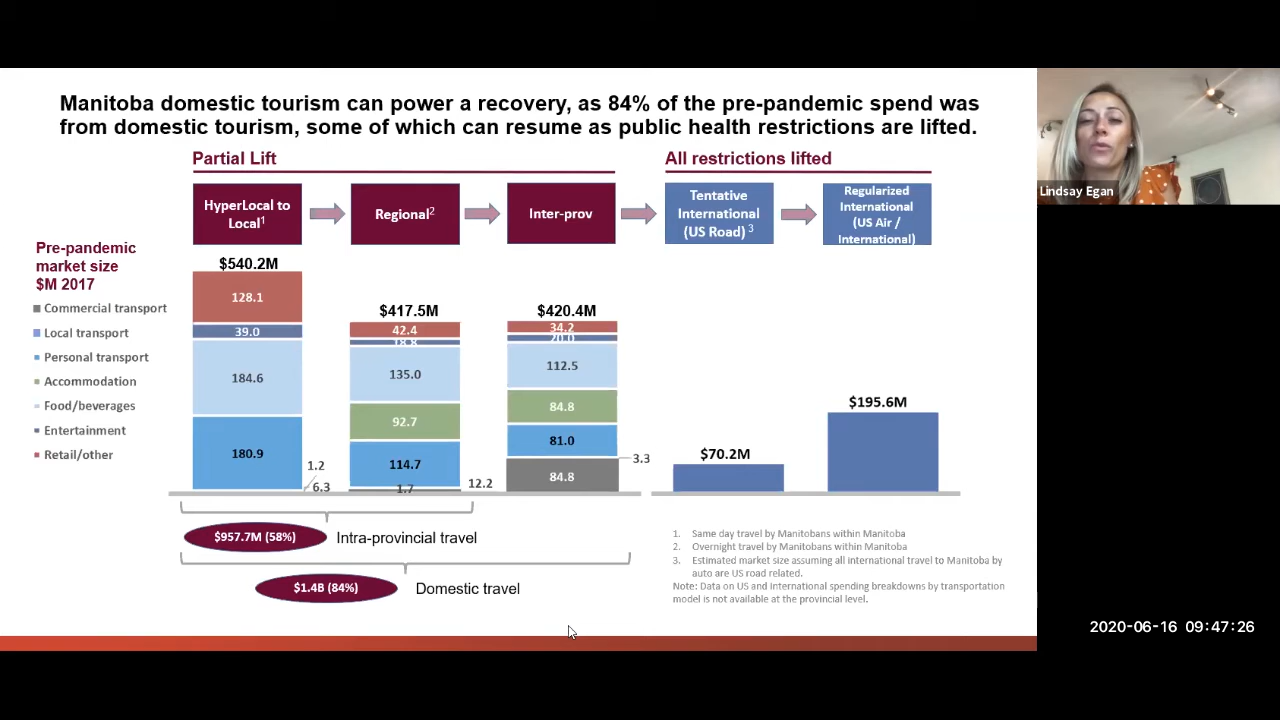 Manitoba domestic tourism can power a recovery, as 84% of the pre-pandemic spend was
from domestic tourism, some of which can resume as public health restrictions are lifted.
Partial Lift
All restrictions lifted
HyperLocal to
Local1
Regional2
Inter-prov
Tentative
International
(US Road) 3
Regularized
International
(US Air /
International)
Pre-pandemic
market size
$M 2017
Commercial transport
Local transport
Personal transport
Accommodation
Food/beverages
Entertainment
Retail/other
$540.2M
128.1
39.0
184.6
180.9
1.2
6.3
$417.5M
42.4
18.8
135.0
92.7
114.7
1.7
12.2
$420.4M
34.2
20.0
112.5
84.8
81.0
3.3
84.8
$70.2M
$195.6M
$957.7M (58%)
Intra-provincial travel
$1.4B (84%)
Domestic travel
1. Same day travel by Manitobans within Manitoba
2. Overnight travel by Manitobans within Manitoba
3. Estimated market size assuming all international travel to Manitoba by
auto are US road related.
Note: Data on US and International spending breakdowns by transportation
model is not available at the provincial level.
Lindsay Egan
2020-06-16 09:47:26